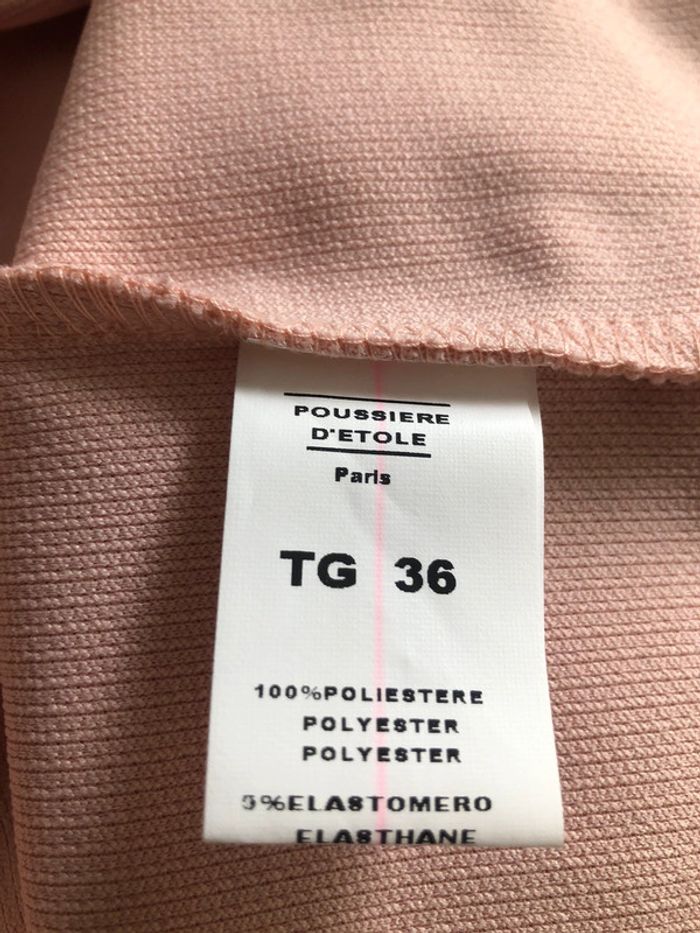 POUSSIERE
D'ETOLE
Paris
TG 36
100%POLIESTERE
POLYESTER
POLYESTER
5%ELASTOMERO
ELASTHANE